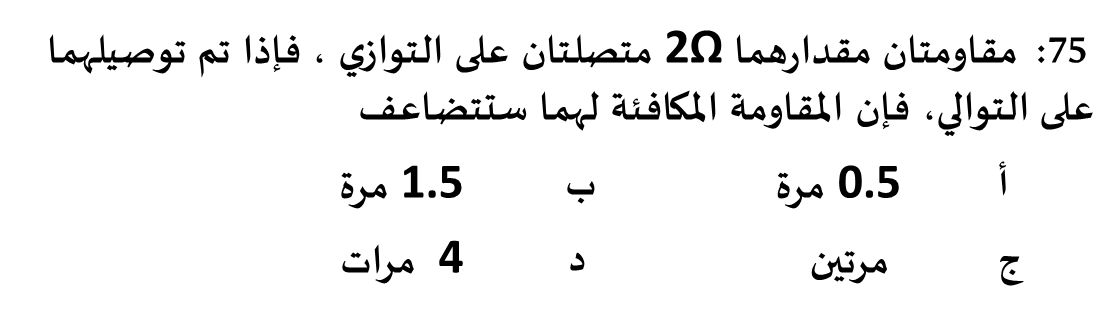 75: مقاومتان مقدارهما 2Ω متصلتان على التوازي ، فإذا تم توصيلهما
على التوالي، فإن المقاومة المكافئة لهما ستتضاعف
أ 0.5 مرة ب 1.5 مرة
ج مرتين د 4 مرات